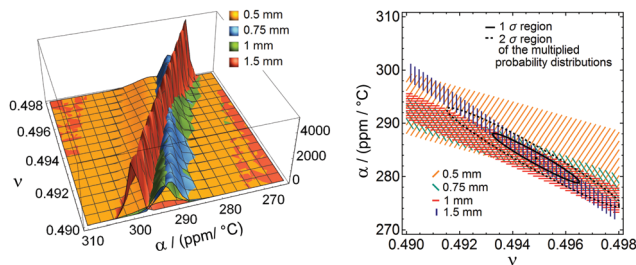 0.5 mm
0.75 mm
1 mm
1.5 mm
0.498
0.496
0.494
0.492
0.490
ν
4000
2000
0
310
300
290
280
270
α / (ppm/ °C)
1 σ region
2 σ region
of the multiplied
probability distributions
310
300
290
280
270
α / (ppm/ °C)
0.5 mm
0.75 mm
1 mm
1.5 mm
0.490 0.492 0.494 0.496 0.498
ν